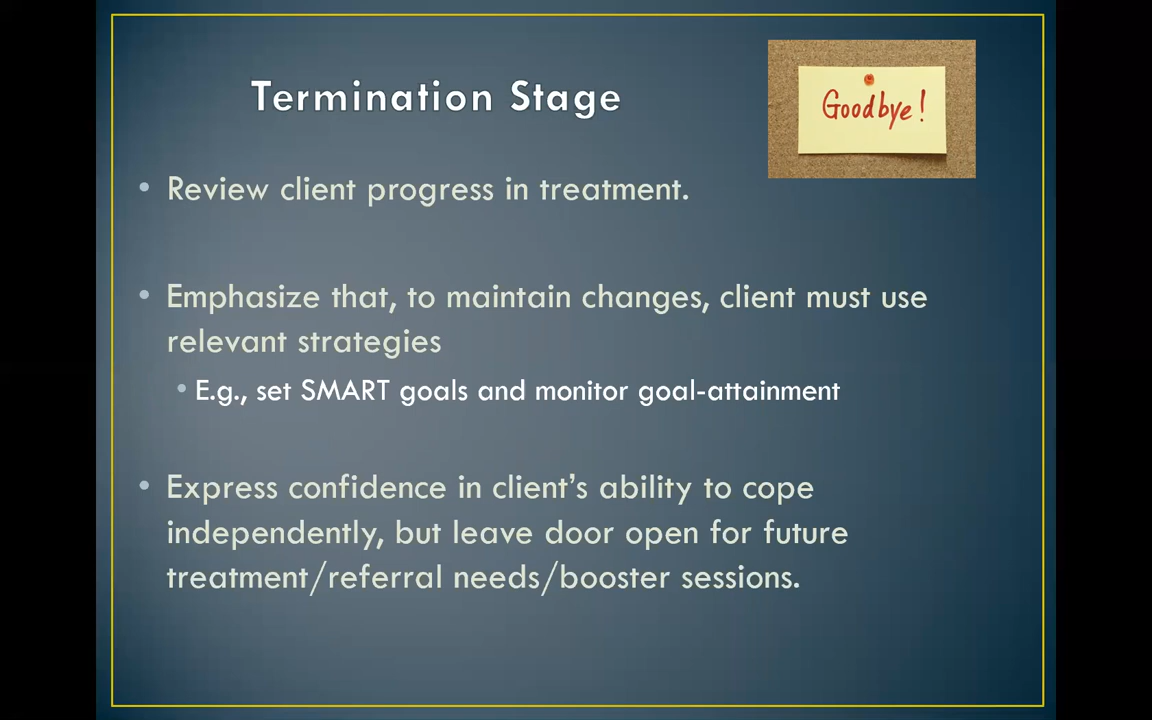 Termination Stage
Goodbye!
• Review client progress in treatment.
• Emphasize that, to maintain changes, client must use
relevant strategies
• E.g., set SMART goals and monitor goal-attainment
• Express confidence in client’s ability to cope
independently, but leave door open for future
treatment/referral needs/booster sessions.